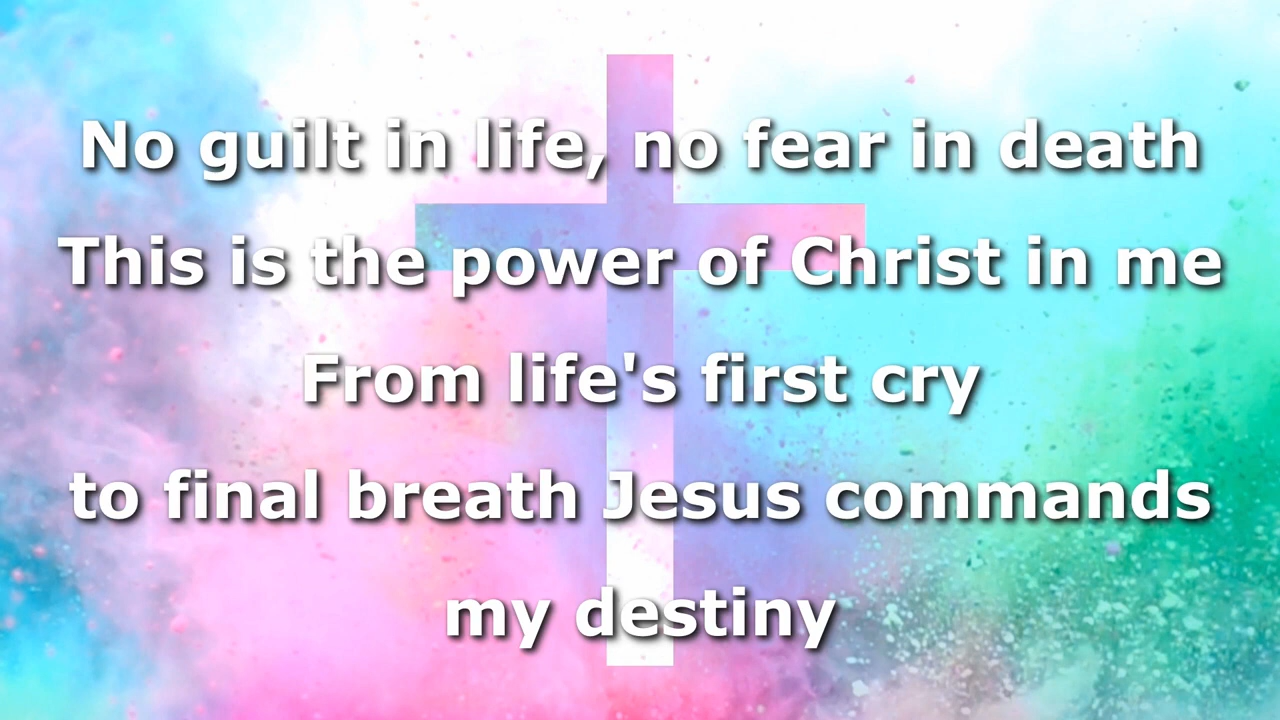 No guilt in life, no fear in death
This is the power of Christ in me
From life's first cry
to final breath Jesus commands
my destiny